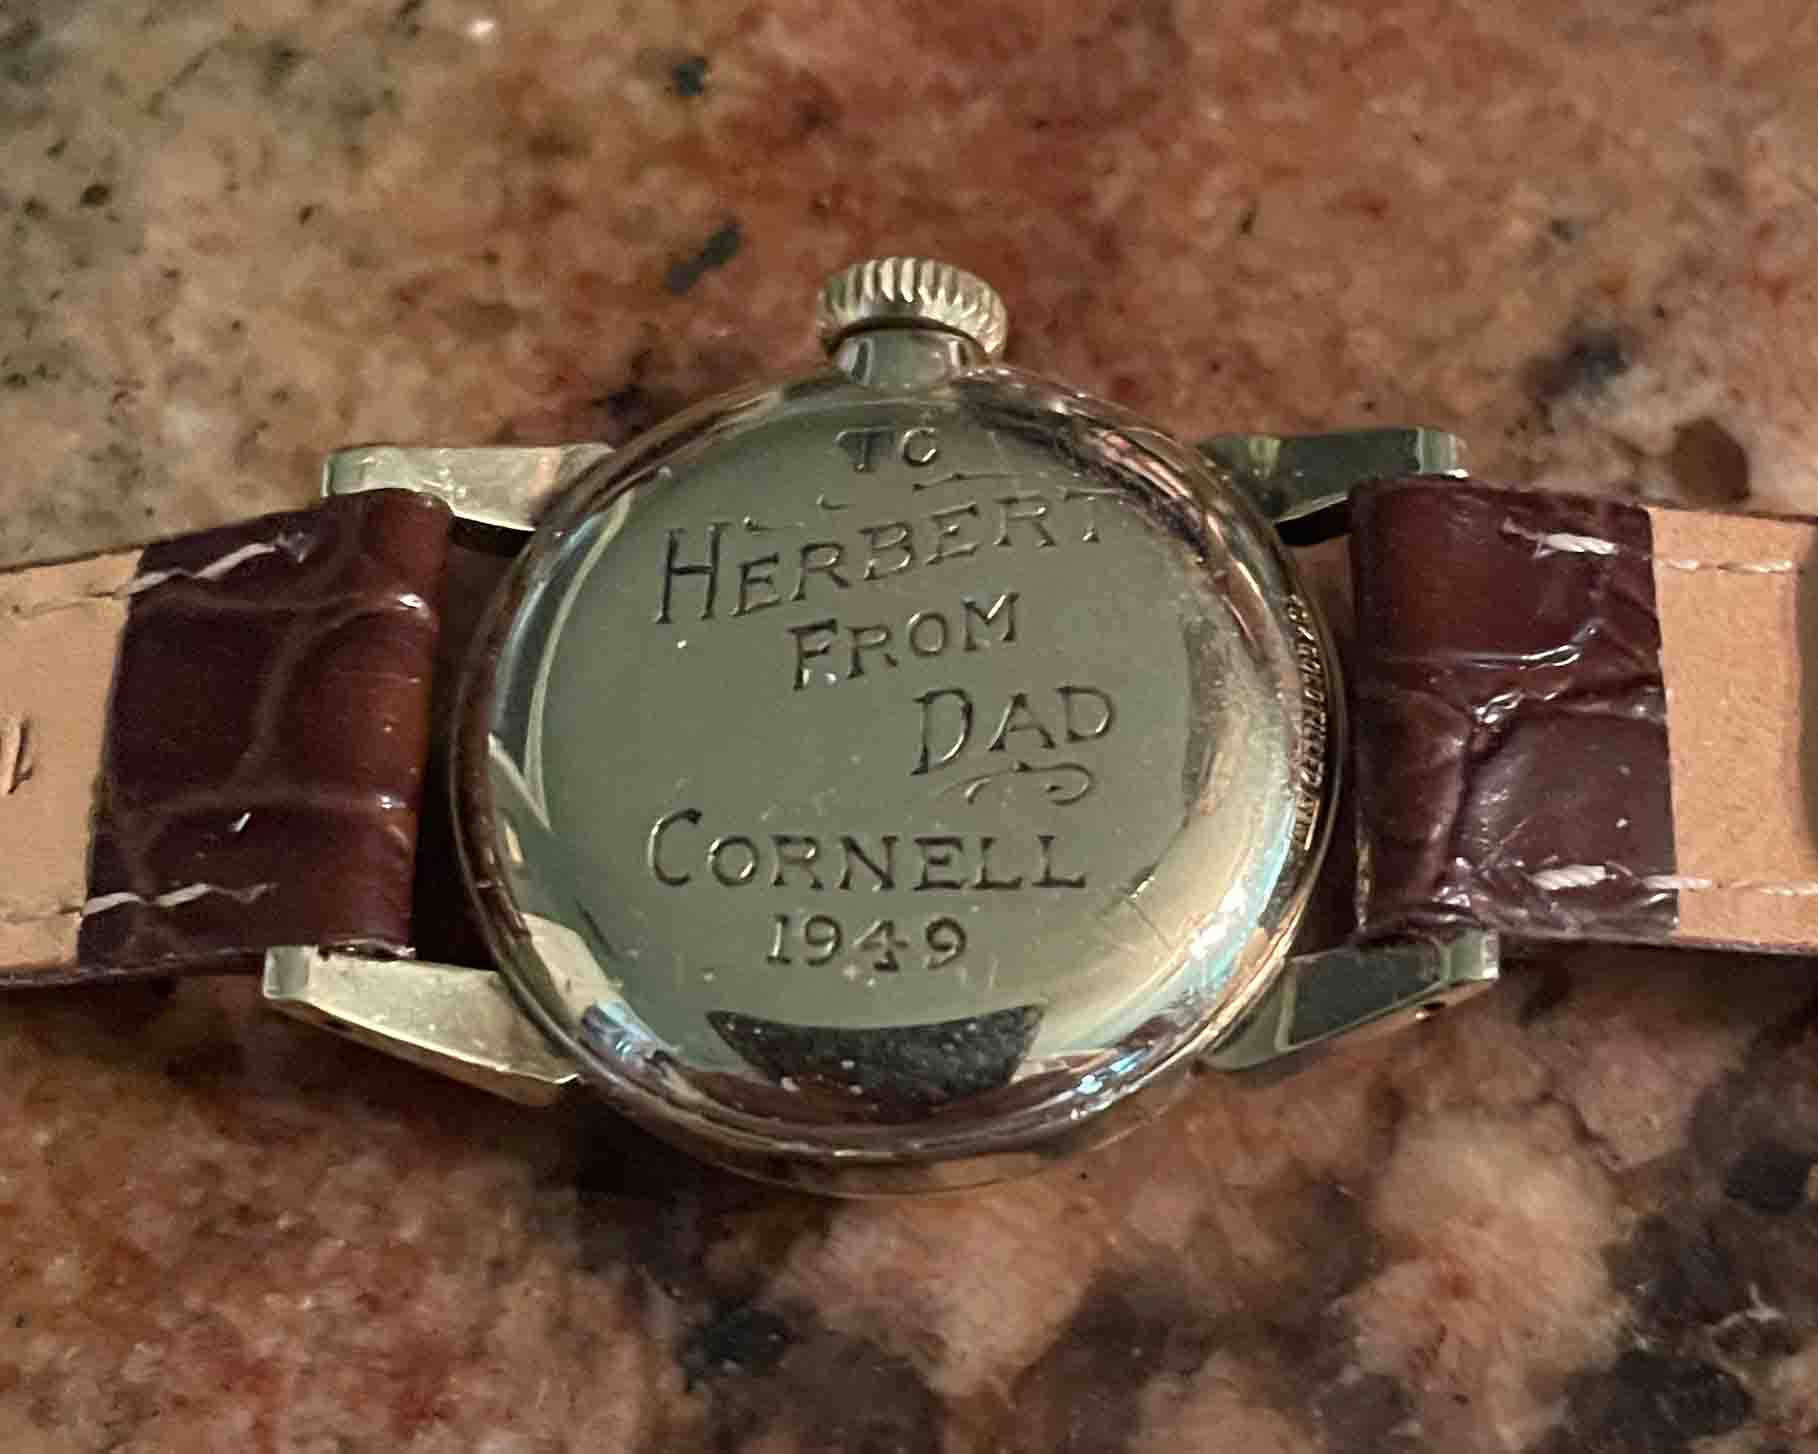 TO
HERBERT
FROM
DAD
CORNELL
1949